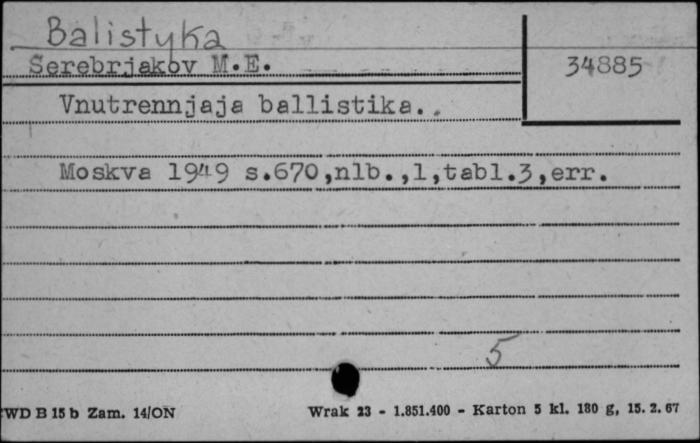 Balistyka
Serebrjakov M.E.
34885
Vnutrennjaja ballistika..
Moskva 1949 s.670,nlb.,1,tabl.3,err.
5
WD B 15 b Zam. 14/ON
Wrak 23 - 1.851.400 - Karton 5 kl. 180 g, 15. 2. 67